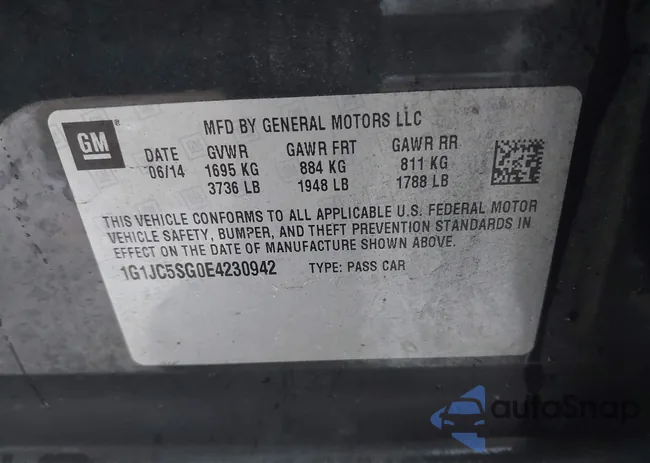 GM®
MFD BY GENERAL MOTORS LLC
DATE GVWR GAWR FRT GAWR RR
06/14 1695 KG 884 KG 811 KG
3736 LB 1948 LB 1788 LB
THIS VEHICLE CONFORMS TO ALL APPLICABLE U.S. FEDERAL MOTOR
VEHICLE SAFETY, BUMPER, AND THEFT PREVENTION STANDARDS IN
EFFECT ON THE DATE OF MANUFACTURE SHOWN ABOVE.
1G1JC5SG0E4230942 TYPE: PASS CAR
autoSnap